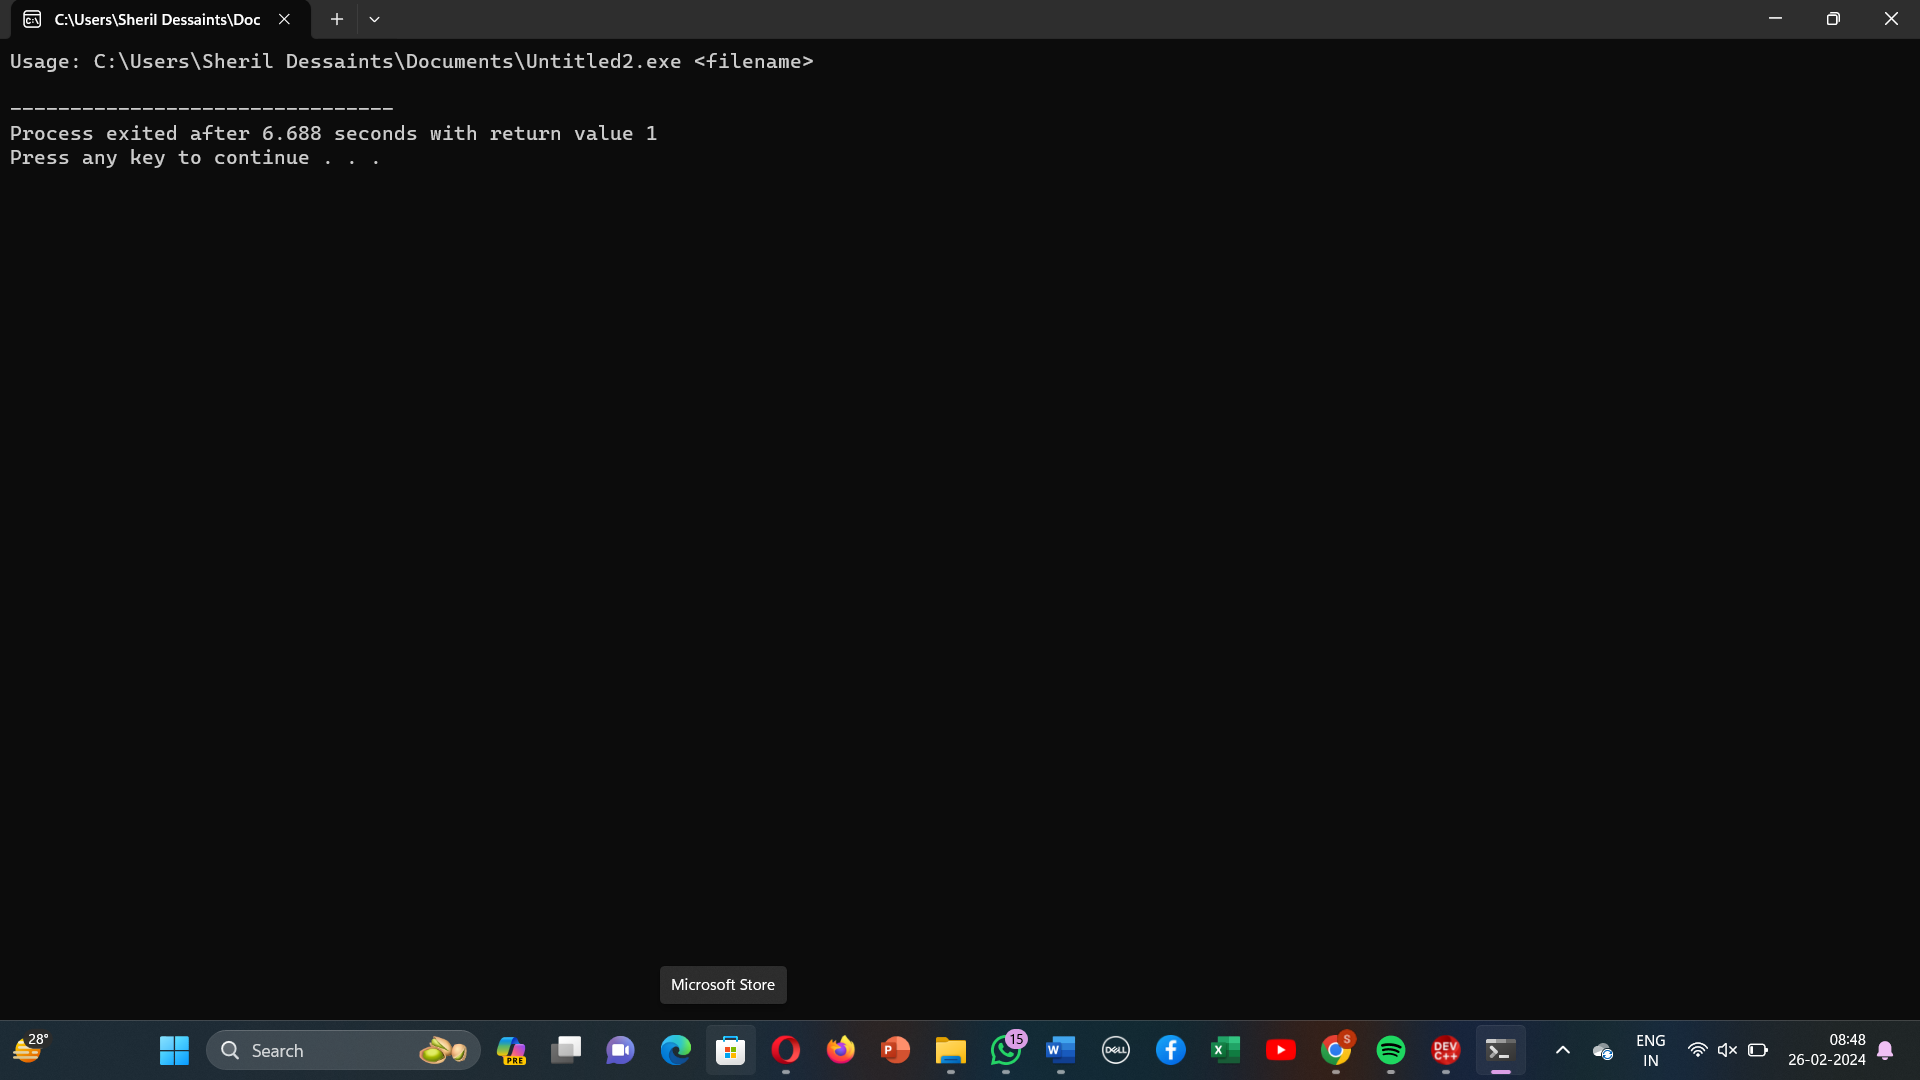 C:\Users\Sheril Dessaints\Doc
Usage: C:\Users\Sheril Dessaints\Documents\Untitled2.exe <filename>
--------------------------------
Process exited after 6.688 seconds with return value 1
Press any key to continue . . .
Microsoft Store
28°
Search
PRE
P
15
W
DELL
X
S
DEV
C++
ENG
IN
08:48
26-02-2024